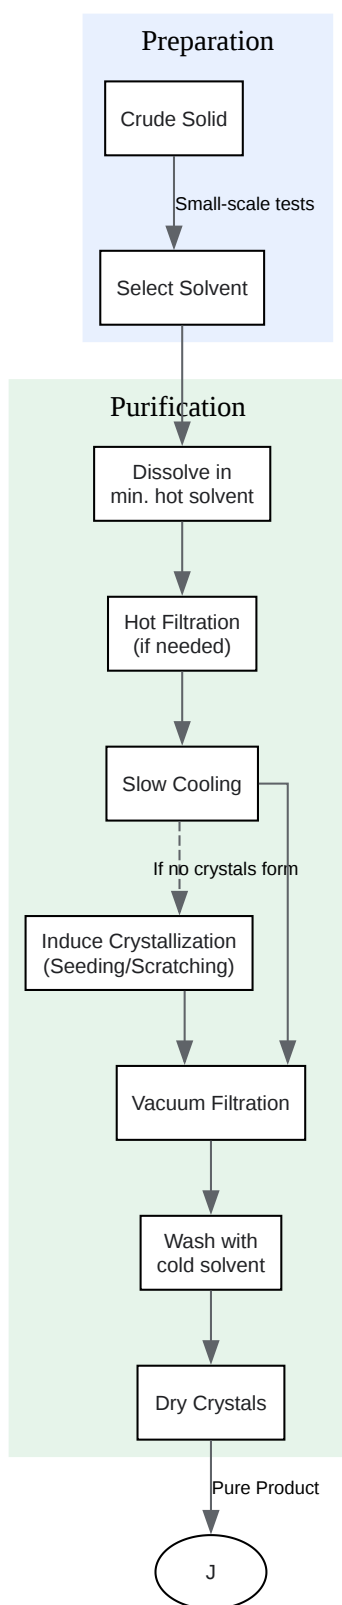 Preparation
Crude Solid
Small-scale tests
Select Solvent
Purification
Dissolve in
min. hot solvent
Hot Filtration
(if needed)
Slow Cooling
If no crystals form
Induce Crystallization
(Seeding/Scratching)
Vacuum Filtration
Wash with
cold solvent
Dry Crystals
Pure Product
J